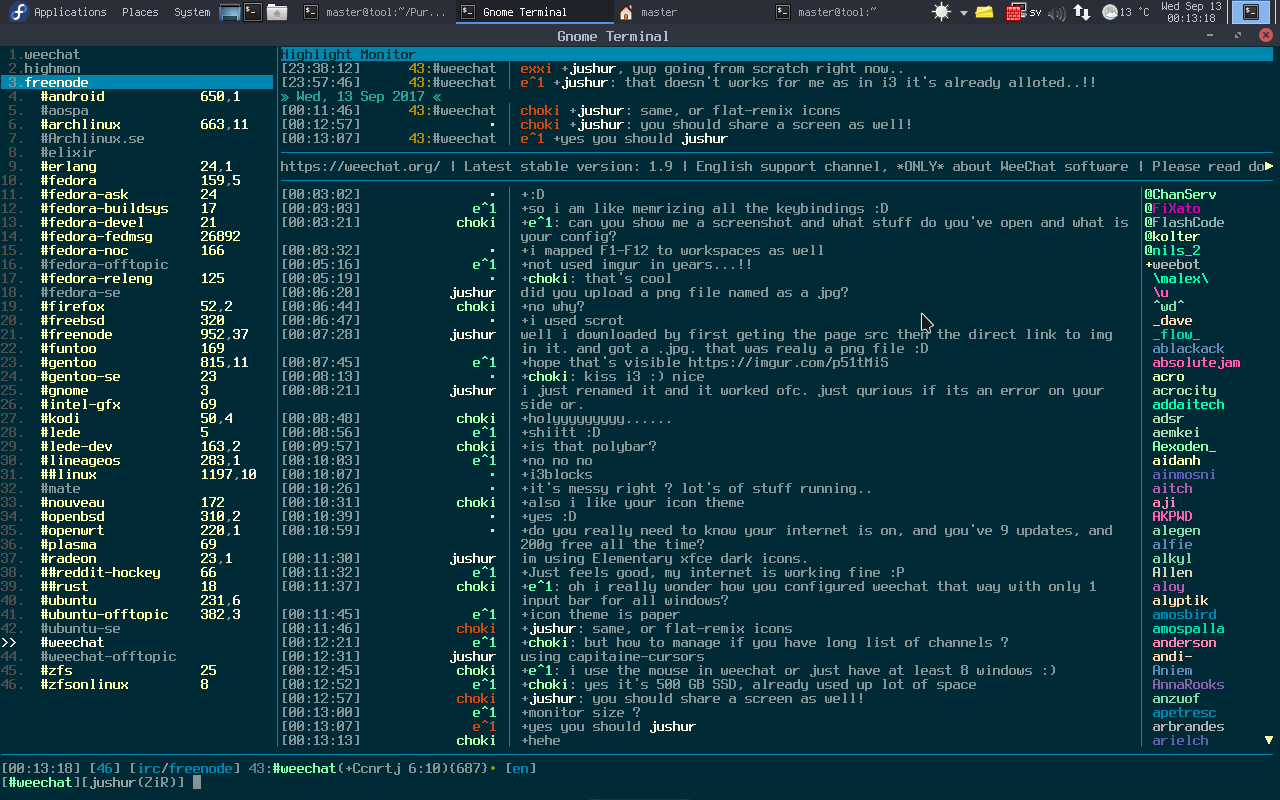 Applications Places System master@tool:~/Pur... Gnome Terminal master master@tool:~ sv 13 °C Wed Sep 13
00:13:18
Gnome Terminal
1.weechat
2.highmon
3.freenode
4. #android 650,1
5. #aospa
6. #archlinux 663,11
7. #Archlinux.se
8. #elixir
9. #erlang 24,1
10. #fedora 159,5
11. #fedora-ask 24
12. #fedora-buildsys 17
13. #fedora-devel 21
14. #fedora-fedmsg 26892
15. #fedora-noc 166
16. #fedora-offtopic
17. #fedora-releng 125
18. #fedora-se
19. #firefox 52,2
20. #freebsd 320
21. #freenode 952,37
22. #funtoo 169
23. #gentoo 815,11
24. #gentoo-se 23
25. #gnome 3
26. #intel-gfx 69
27. #kodi 50,4
28. #lede 5
29. #lede-dev 163,2
30. #lineageos 283,1
31. ##linux 1197,10
32. #mate
33. #nouveau 172
34. #openbsd 310,2
35. #openwrt 220,1
36. #plasma 69
37. #radeon 23,1
38. ##reddit-hockey 66
39. ##rust 18
40. #ubuntu 231,6
41. #ubuntu-offtopic 382,3
42. #ubuntu-se
>> #weechat
44. #weechat-offtopic
45. #zfs 25
46. #zfsonlinux 8
Highlight Monitor
[23:38:12] 43:#weechat | exxi +jushur, yup going from scratch right now..
[23:57:46] 43:#weechat | e^1 +jushur: that doesn't works for me as in i3 it's already alloted..!!
» Wed, 13 Sep 2017 «
[00:11:46] 43:#weechat | choki +jushur: same, or flat-remix icons
[00:12:57] • | choki +jushur: you should share a screen as well!
[00:13:07] 43:#weechat | e^1 +yes you should jushur
https://weechat.org/ | Latest stable version: 1.9 | English support channel, *ONLY* about WeeChat software | Please read do
[00:03:02] • | +:D
[00:03:03] e^1 | +so i am like memrizing all the keybindings :D
[00:03:21] choki | +e^1: can you show me a screenshot and what stuff do you've open and what is
your config?
[00:03:32] • | +i mapped F1-F12 to workspaces as well
[00:05:16] e^1 | +not used imgur in years...!!
[00:05:19] • | +choki: that's cool
[00:06:20] jushur | did you upload a png file named as a jpg?
[00:06:44] choki | +no why?
[00:06:47] • | +i used scrot
[00:07:28] jushur | well i downloaded by first geting the page src then the direct link to img
in it. and got a .jpg. that was realy a png file :D
[00:07:45] e^1 | +hope that's visible https://imgur.com/p51tMiS
[00:08:13] • | +choki: kiss i3 :) nice
[00:08:21] jushur | i just renamed it and it worked ofc. just qurious if its an error on your
side or.
[00:08:48] choki | +holyyyyyyyyy......
[00:08:56] e^1 | +shiitt :D
[00:09:57] choki | +is that polybar?
[00:10:03] e^1 | +no no no
[00:10:07] • | +i3blocks
[00:10:26] • | +it's messy right ? lot's of stuff running..
[00:10:31] choki | +also i like your icon theme
[00:10:39] • | +yes :D
[00:10:59] • | +do you really need to know your internet is on, and you've 9 updates, and
200g free all the time?
[00:11:30] jushur | im using Elementary xfce dark icons.
[00:11:32] e^1 | +Just feels good, my internet is working fine :P
[00:11:37] choki | +e^1: oh i really wonder how you configured weechat that way with only 1
input bar for all windows?
[00:11:45] e^1 | +icon theme is paper
[00:11:46] choki | +jushur: same, or flat-remix icons
[00:12:21] e^1 | +choki: but how to manage if you have long list of channels ?
[00:12:31] jushur | using capitaine-cursors
[00:12:45] choki | +e^1: i use the mouse in weechat or just have at least 8 windows :)
[00:12:52] e^1 | +choki: yes it's 500 GB SSD, already used up lot of space
[00:12:57] choki | +jushur: you should share a screen as well!
[00:13:00] e^1 | +monitor size ?
[00:13:07] e^1 | +yes you should jushur
[00:13:13] choki | +hehe
@ChanServ
@FiXato
@FlashCode
@kolter
@nils_2
+weebot
\malex\
\u
^wd^
_dave
_flow_
ablackack
absolutejam
acro
acrocity
addaitech
adsr
aemkei
Aexoden_
aidanh
ainmosni
aitch
aji
AKPWD
alegen
alfie
alkyl
Allen
aloy
alyptik
amosbird
amospalla
anderson
andi-
Aniem
AnnaRooks
anzuof
apetresc
arbrandes
arielch
[00:13:18] [46] [irc/freenode] 43:#weechat(+Ccnrtj 6:10){687}• [en]
[#weechat][jushur(ZiR)]